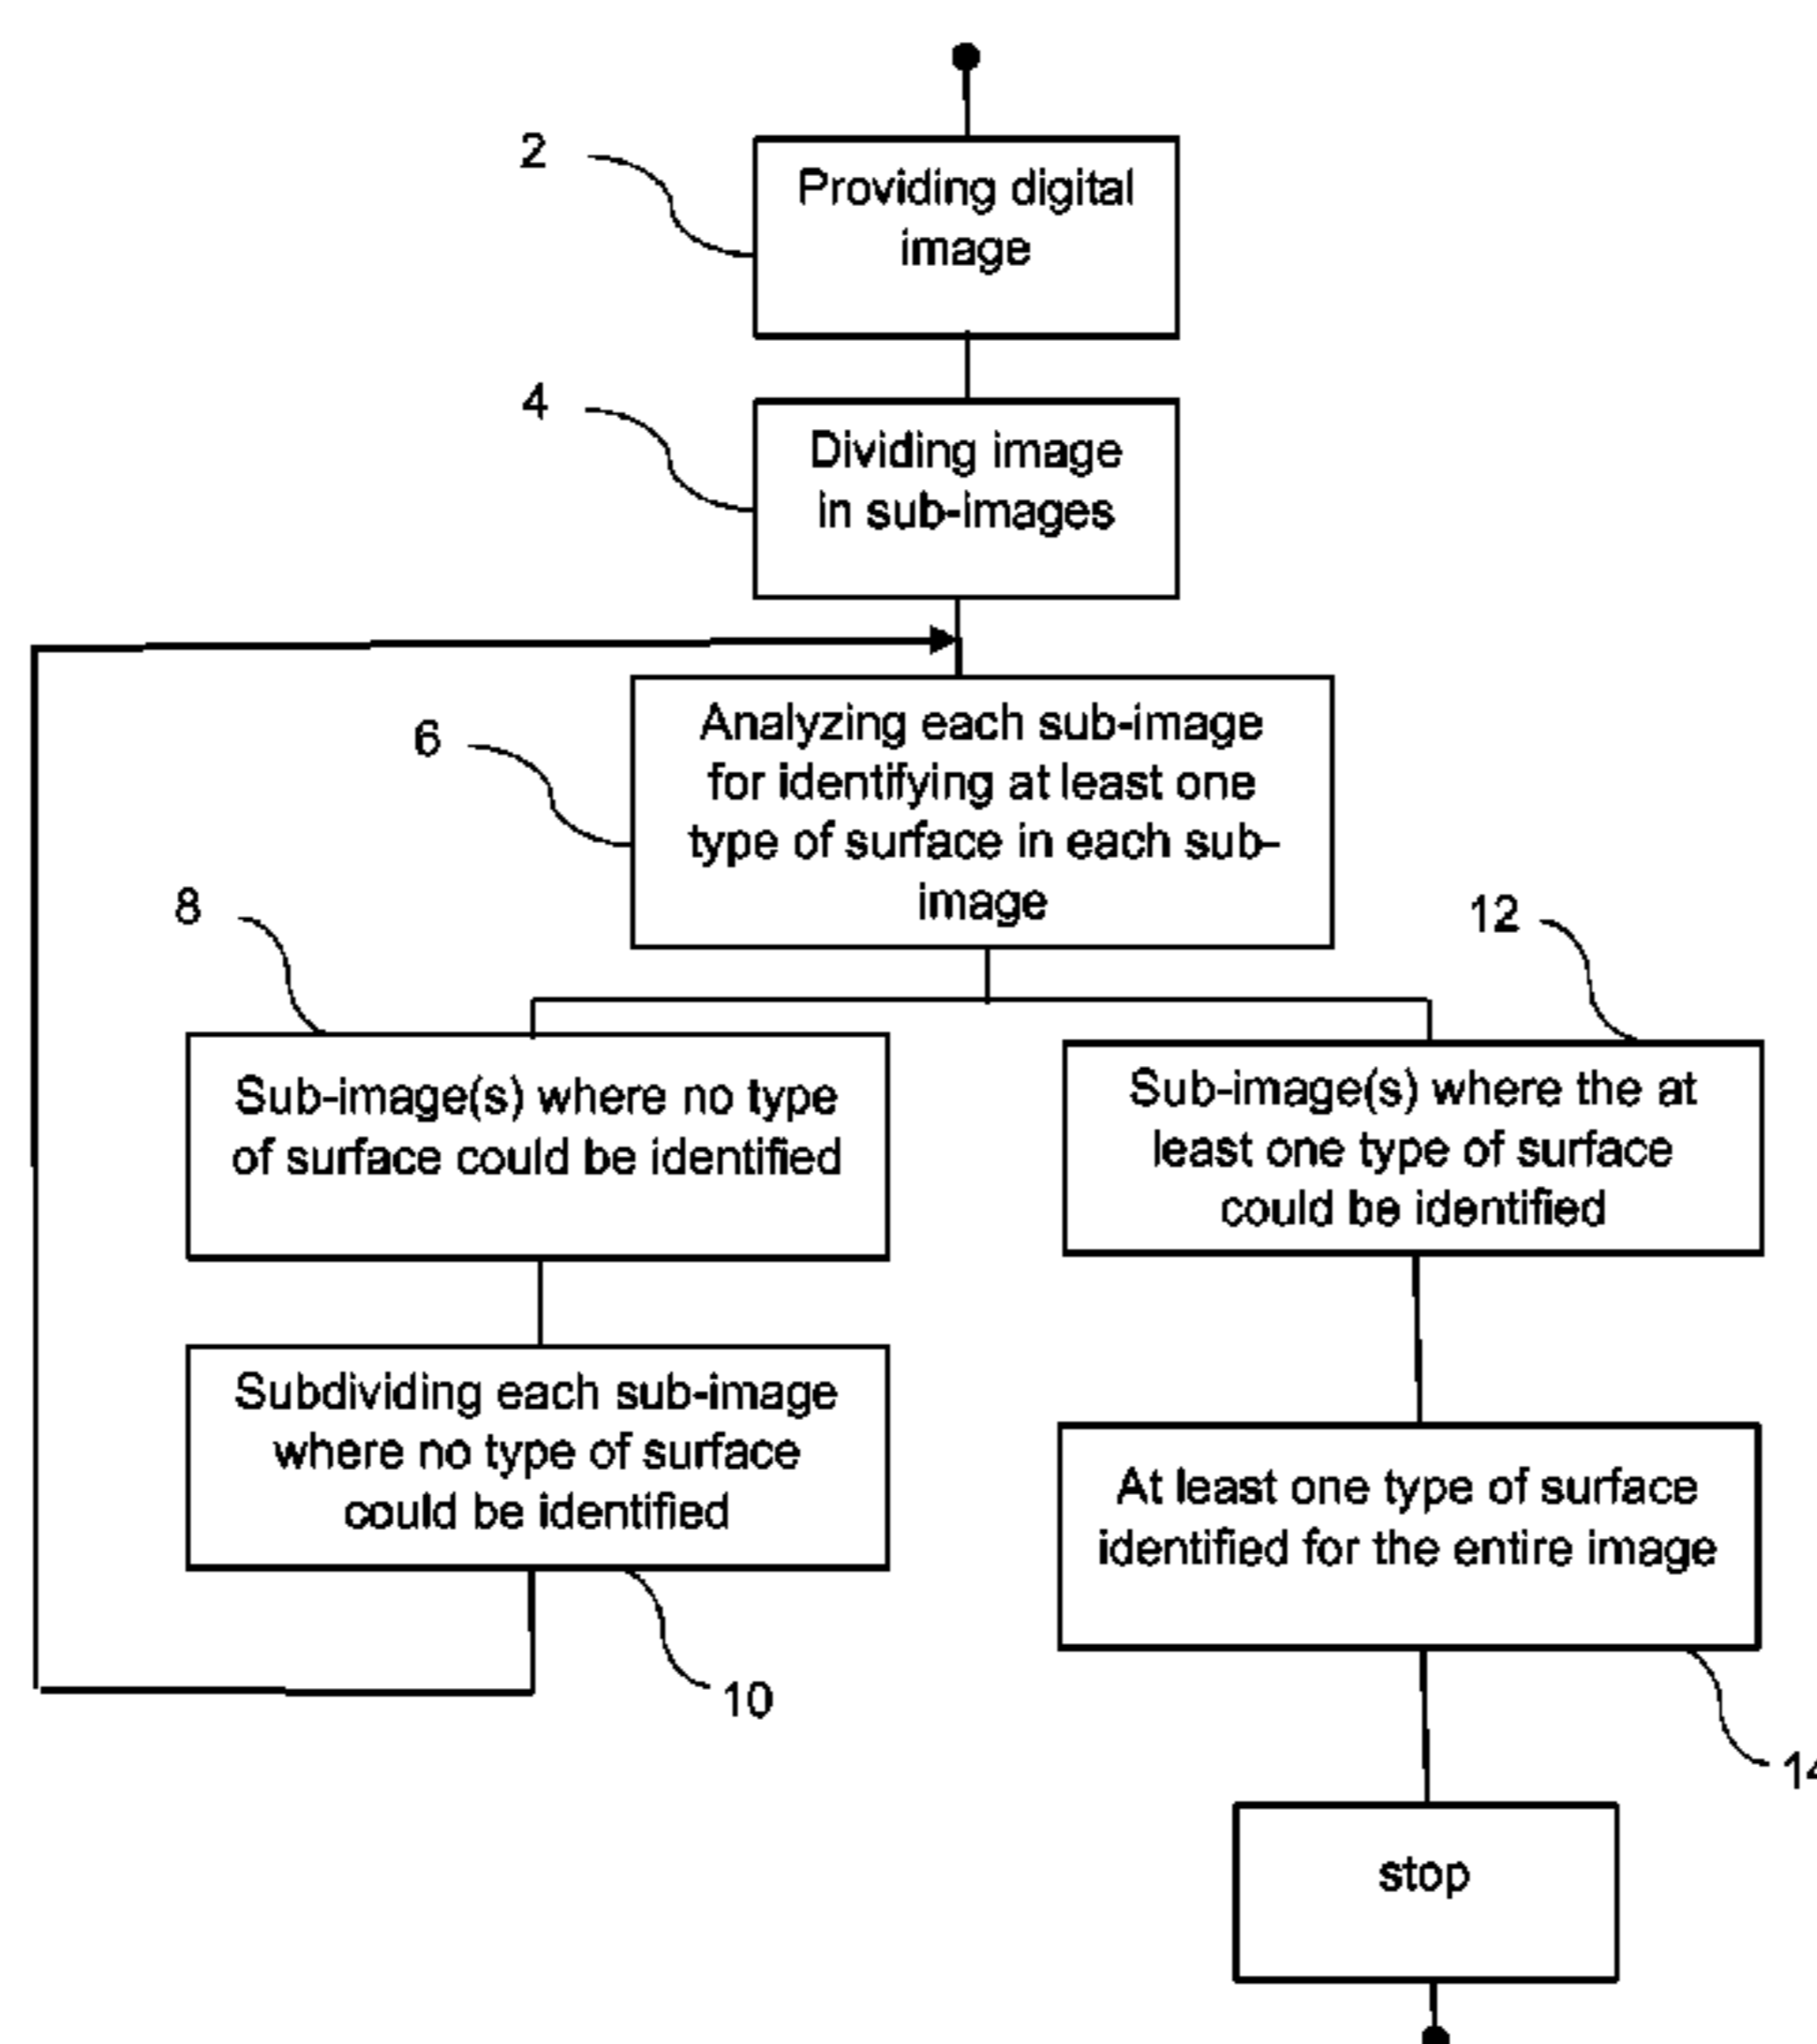 2
Providing digital
image
4
Dividing image
in sub-images
6
Analyzing each sub-image
for identifying at least one
type of surface in each sub-
image
8
12
Sub-image(s) where no type
of surface could be identified
Sub-image(s) where the at
least one type of surface
could be identified
Subdividing each sub-image
where no type of surface
could be identified
At least one type of surface
identified for the entire image
10
14
stop